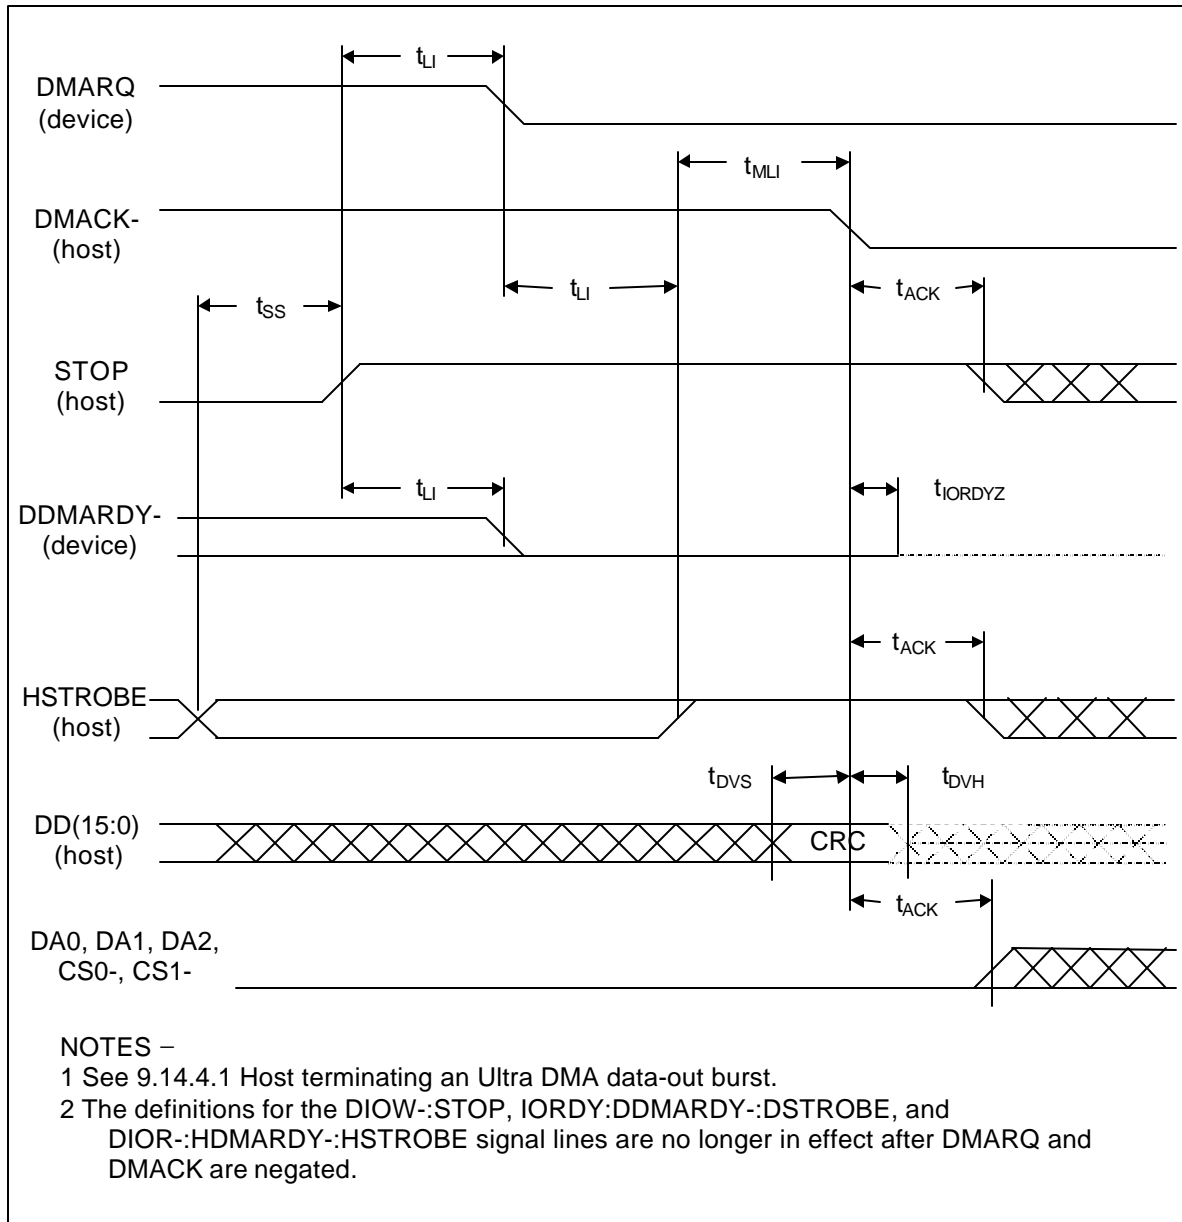 tLI
DMARQ
(device)
tMLI
DMACK-
(host)
tSS
tLI
tACK
STOP
(host)
tLI
tIORDYZ
DDMARDY-
(device)
tACK
HSTROBE
(host)
tDVS
tDVH
DD(15:0)
(host)
CRC
tACK
DA0, DA1, DA2,
CS0-, CS1-
NOTES –
1 See 9.14.4.1 Host terminating an Ultra DMA data-out burst.
2 The definitions for the DIOW-:STOP, IORDY:DDMARDY-:DSTROBE, and
DIOR-:HDMARDY-:HSTROBE signal lines are no longer in effect after DMARQ and
DMACK are negated.